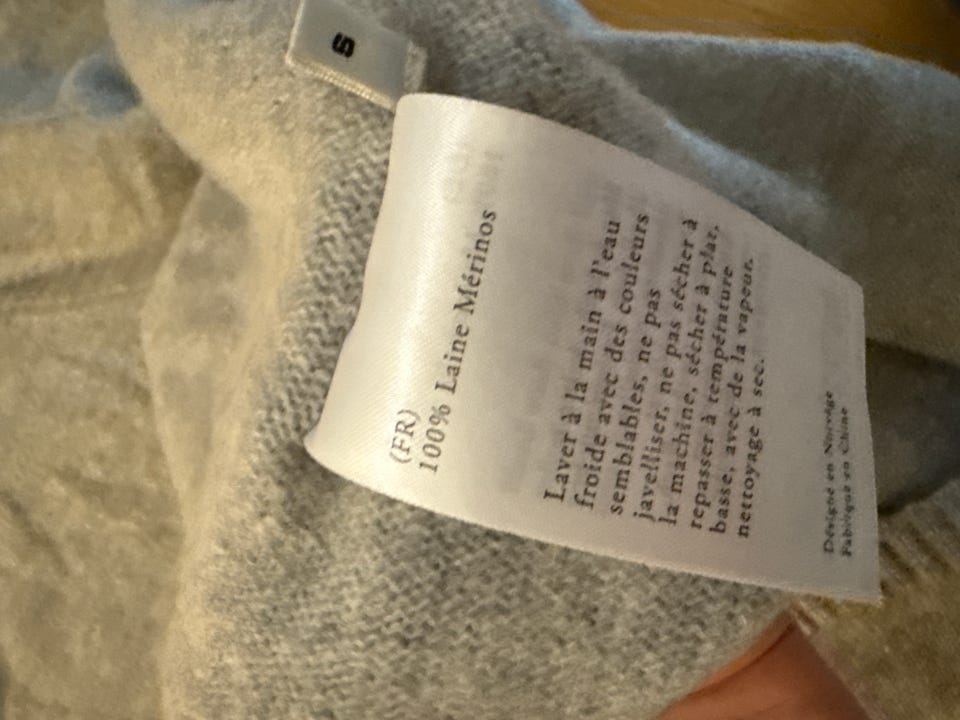 S
(FR)
100% Laine Mérinos
Laver à la main à l'eau
froide avec des couleurs
semblables, ne pas
javelliser, ne pas sécher à
la machine, sécher à plat,
repasser à température
basse, avec de la vapeur.
nettoyage à sec.
Désigné en Norvège
Fabriqué en Chine